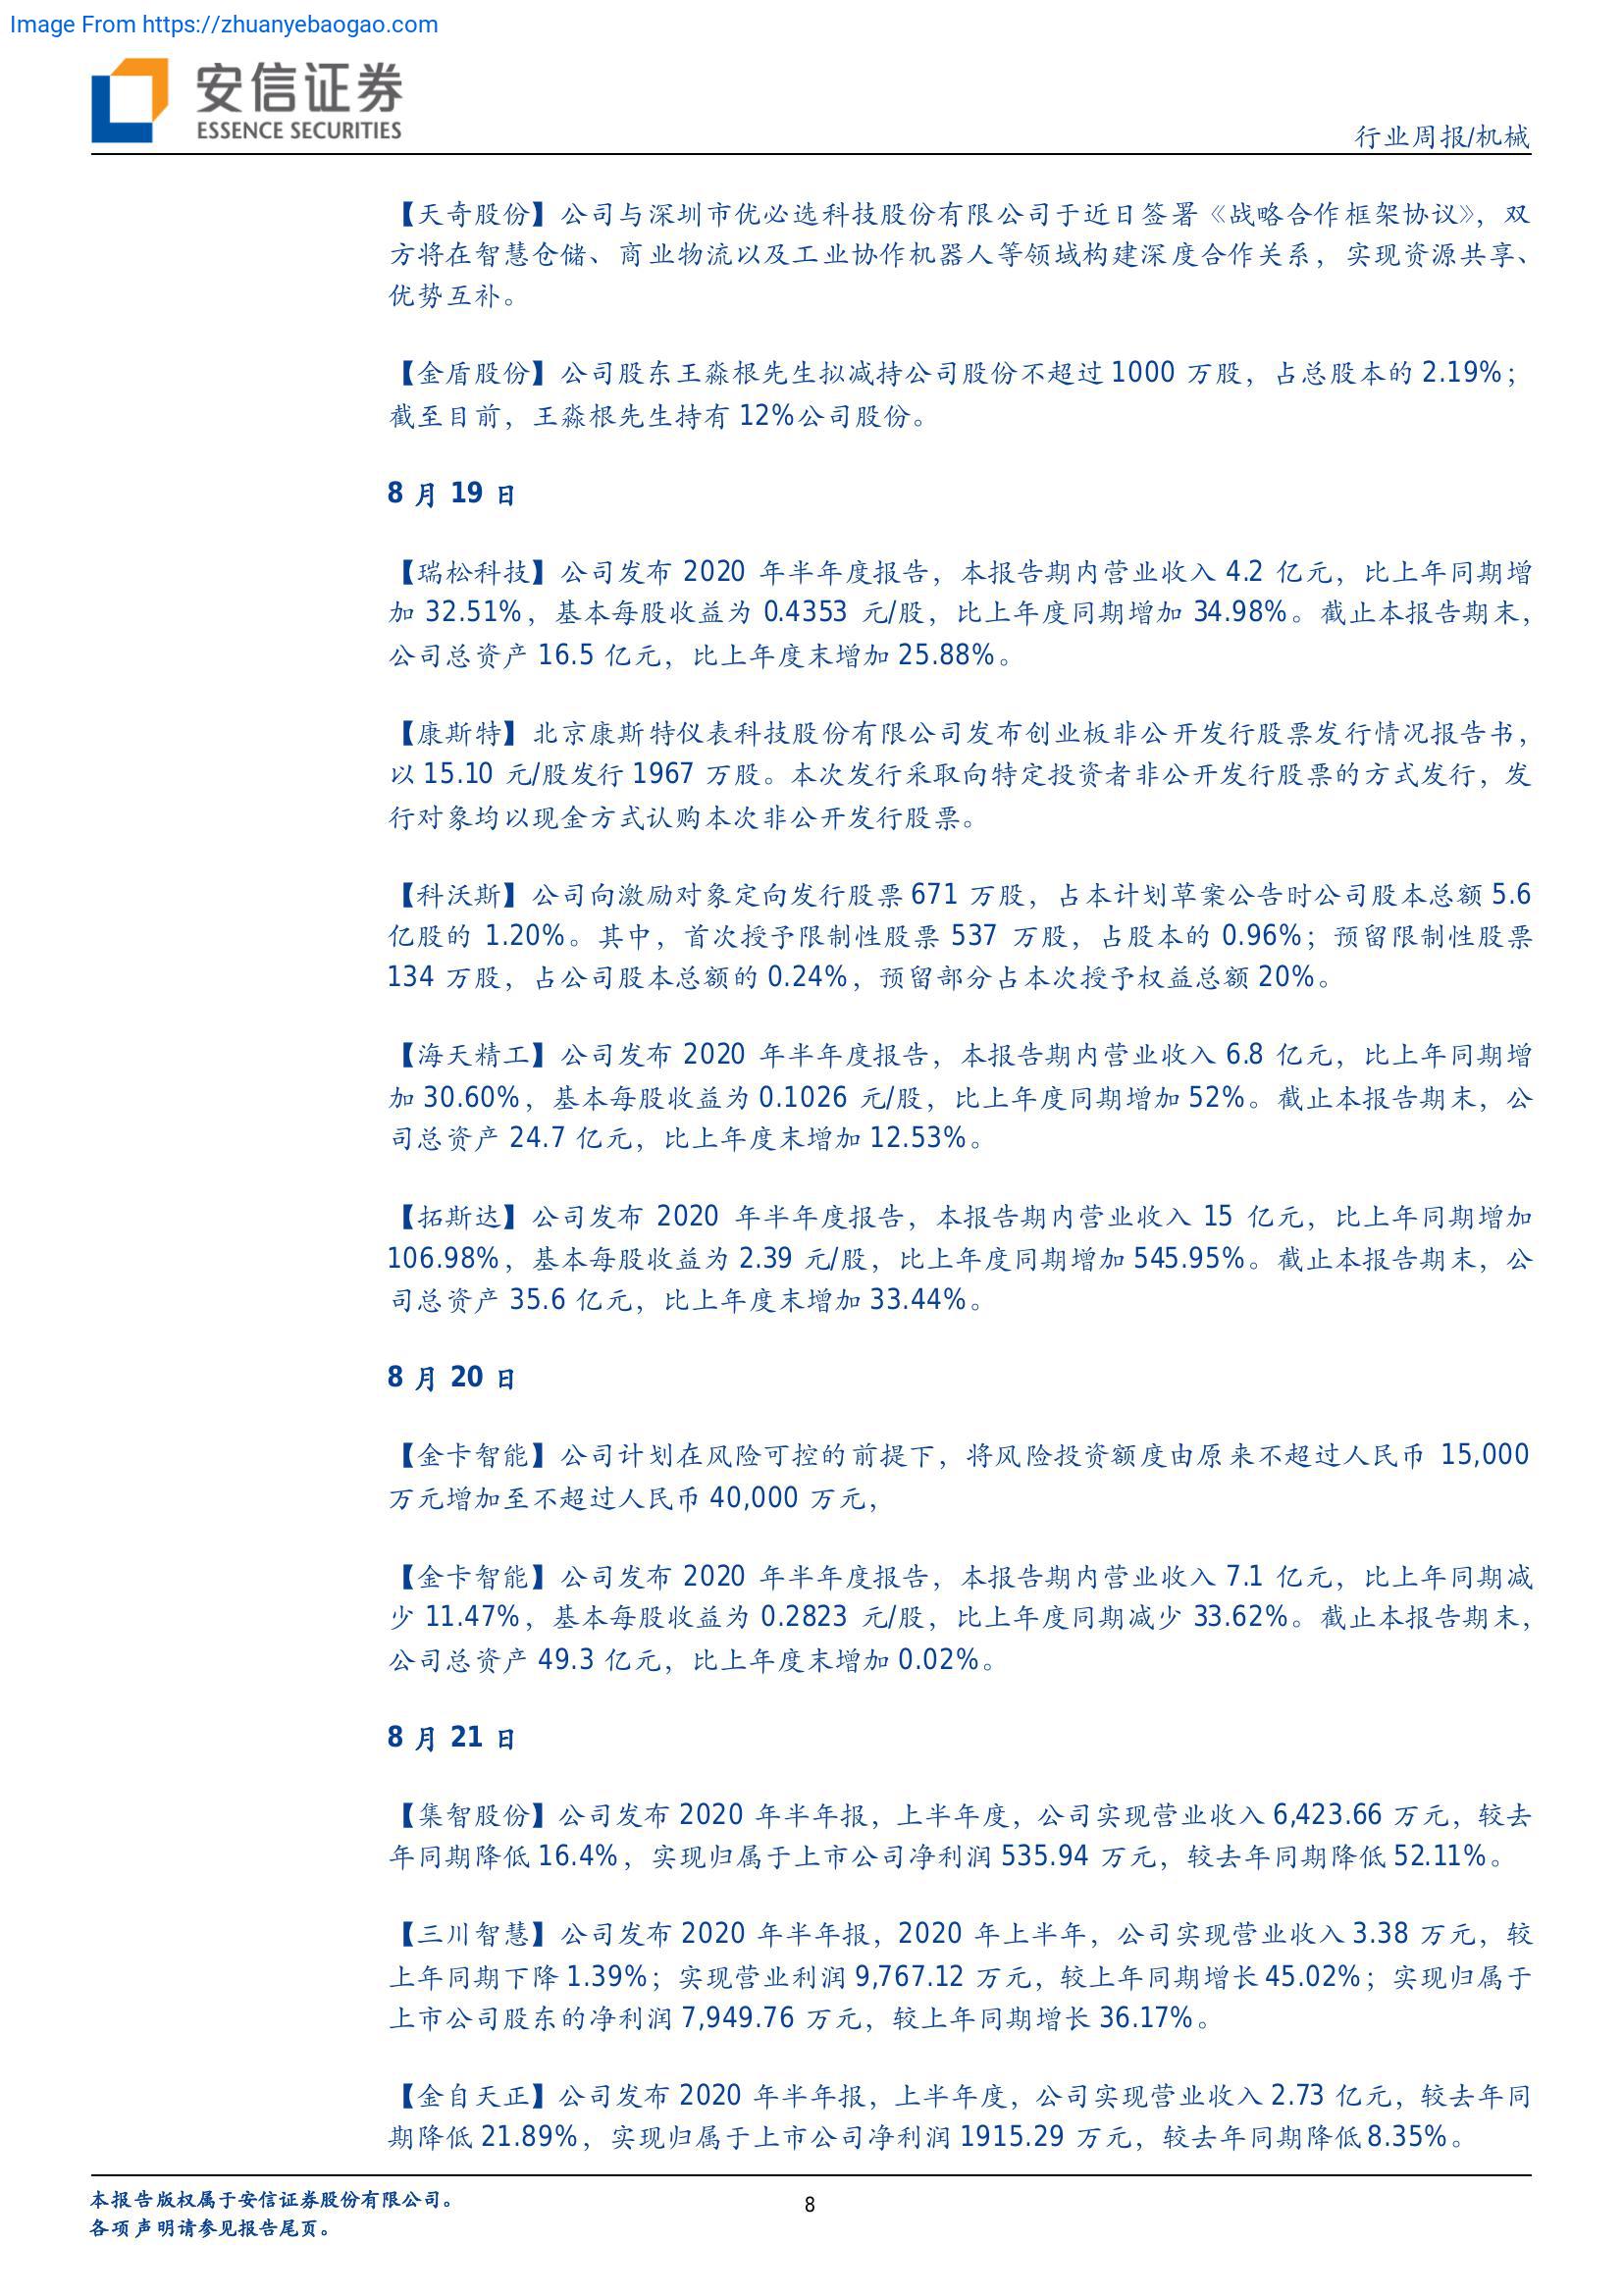 Image From https://zhuanyebaogao.com
安信证券
ESSENCE SECURITIES
行业周报/机械
【天奇股份】公司与深圳市优必选科技股份有限公司于近日签署《战略合作框架协议》，双
方将在智慧仓储、商业物流以及工业协作机器人等领域构建深度合作关系，实现资源共享、
优势互补。
【金盾股份】公司股东王淼根先生拟减持公司股份不超过 1000 万股，占总股本的 2.19%；
截至目前，王淼根先生持有 12%公司股份。
8 月 19 日
【瑞松科技】公司发布 2020 年半年度报告，本报告期内营业收入 4.2 亿元，比上年同期增
加 32.51%，基本每股收益为 0.4353 元/股，比上年度同期增加 34.98%。截止本报告期末，
公司总资产 16.5 亿元，比上年度末增加 25.88%。
【康斯特】北京康斯特仪表科技股份有限公司发布创业板非公开发行股票发行情况报告书，
以 15.10 元/股发行 1967 万股。本次发行采取向特定投资者非公开发行股票的方式发行，发
行对象均以现金方式认购本次非公开发行股票。
【科沃斯】公司向激励对象定向发行股票 671 万股，占本计划草案公告时公司股本总额 5.6
亿股的 1.20%。其中，首次授予限制性股票 537 万股，占股本的 0.96%；预留限制性股票
134 万股，占公司股本总额的 0.24%，预留部分占本次授予权益总额 20%。
【海天精工】公司发布 2020 年半年度报告，本报告期内营业收入 6.8 亿元，比上年同期增
加 30.60%，基本每股收益为 0.1026 元/股，比上年度同期增加 52%。截止本报告期末，公
司总资产 24.7 亿元，比上年度末增加 12.53%。
【拓斯达】公司发布 2020 年半年度报告，本报告期内营业收入 15 亿元，比上年同期增加
106.98%，基本每股收益为 2.39 元/股，比上年度同期增加 545.95%。截止本报告期末，公
司总资产 35.6 亿元，比上年度末增加 33.44%。
8 月 20 日
【金卡智能】公司计划在风险可控的前提下，将风险投资额度由原来不超过人民币 15,000
万元增加至不超过人民币 40,000 万元，
【金卡智能】公司发布 2020 年半年度报告，本报告期内营业收入 7.1 亿元，比上年同期减
少 11.47%，基本每股收益为 0.2823 元/股，比上年度同期减少 33.62%。截止本报告期末，
公司总资产 49.3 亿元，比上年度末增加 0.02%。
8 月 21 日
【集智股份】公司发布 2020 年半年报，上半年度，公司实现营业收入 6,423.66 万元，较去
年同期降低 16.4%，实现归属于上市公司净利润 535.94 万元，较去年同期降低 52.11%。
【三川智慧】公司发布 2020 年半年报，2020 年上半年，公司实现营业收入 3.38 万元，较
上年同期下降 1.39%；实现营业利润 9,767.12 万元，较上年同期增长 45.02%；实现归属于
上市公司股东的净利润 7,949.76 万元，较上年同期增长 36.17%。
【金自天正】公司发布 2020 年半年报，上半年度，公司实现营业收入 2.73 亿元，较去年同
期降低 21.89%，实现归属于上市公司净利润 1915.29 万元，较去年同期降低 8.35%。
本报告版权属于安信证券股份有限公司。
8
各项声明请参见报告尾页。